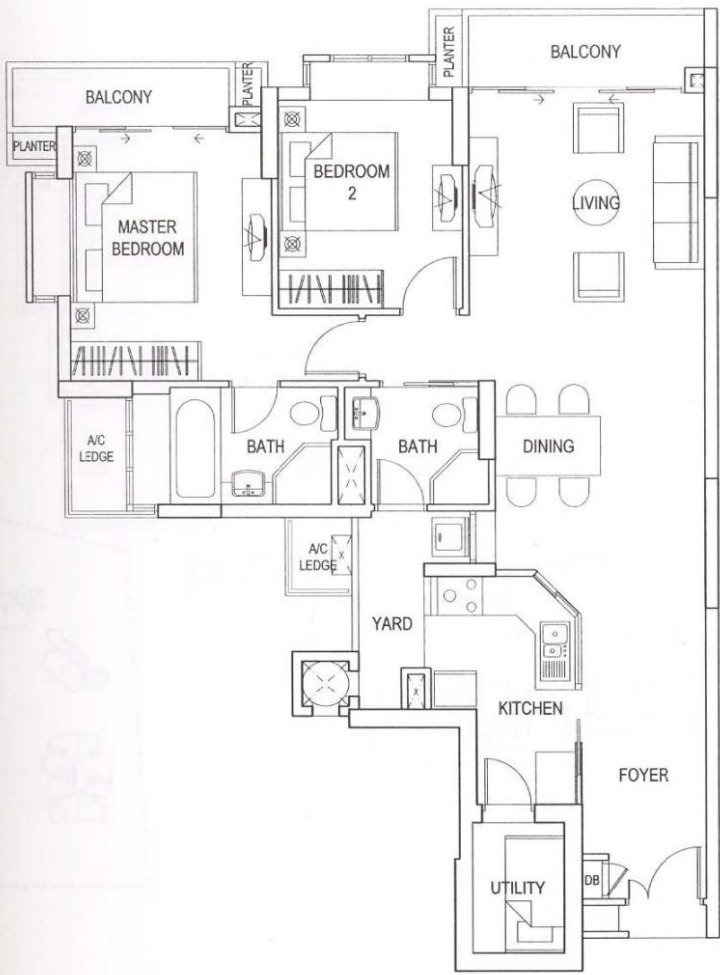 BALCONY
PLANTER
BALCONY
PLANTER
PLANTER
BEDROOM
2
MASTER
BEDROOM
LIVING
A/C
LEDGE
BATH
BATH
DINING
A/C
LEDGE
YARD
KITCHEN
FOYER
UTILITY
DB